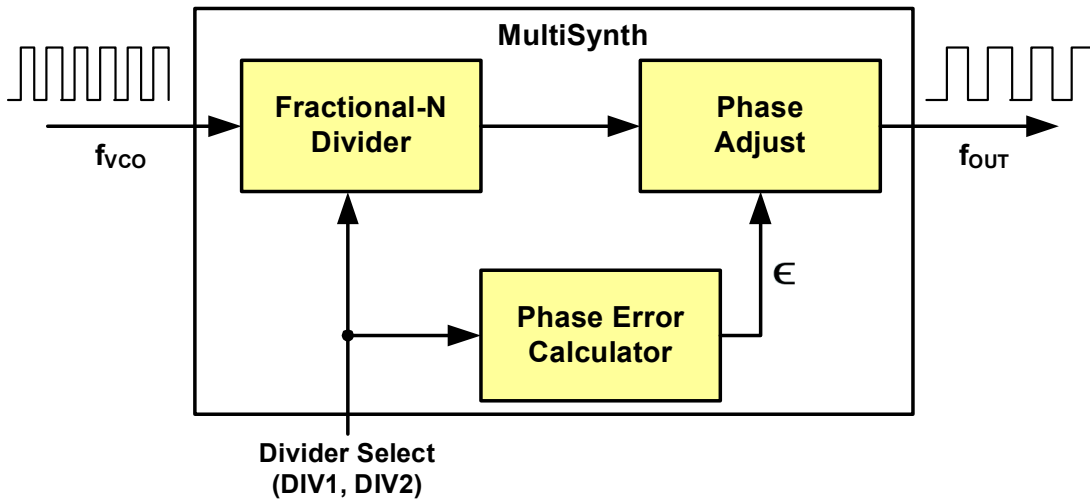 MultiSynth
Fractional-N
Divider
Phase
Adjust
fVCO
fOUT
ϵ
Phase Error
Calculator
Divider Select
(DIV1, DIV2)